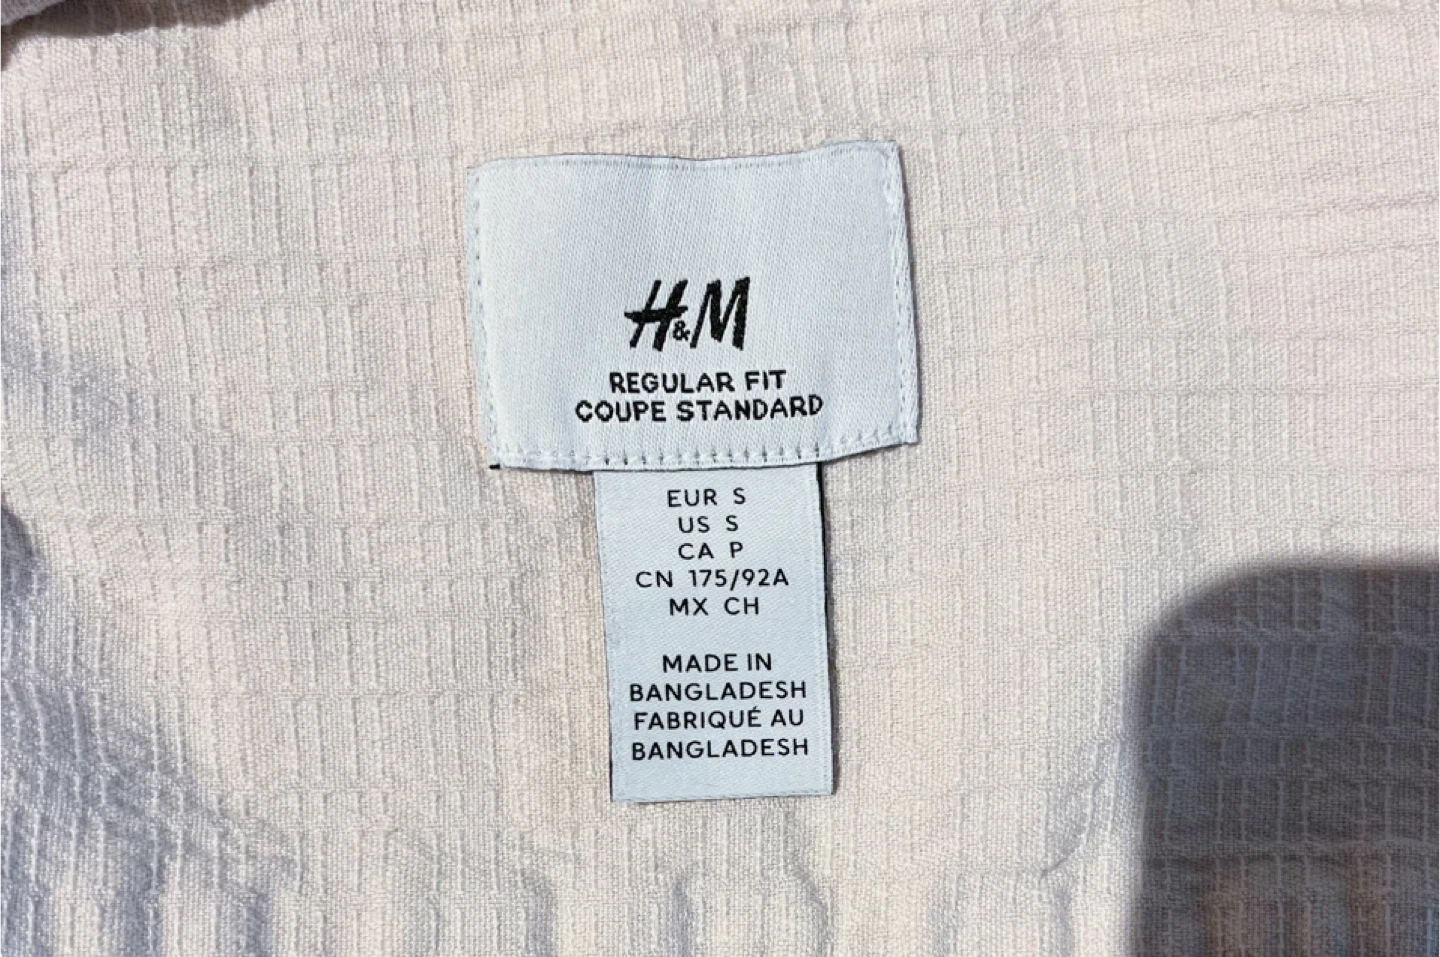 H&M
REGULAR FIT
COUPE STANDARD
EUR S
US S
CA P
CN 175/92A
MX CH
MADE IN
BANGLADESH
FABRIQUÉ AU
BANGLADESH